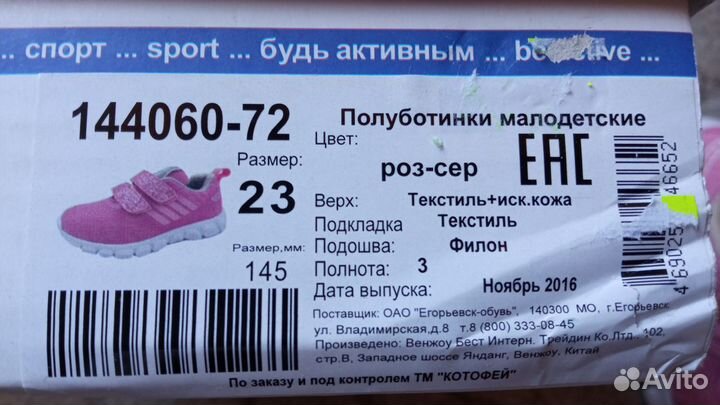 ... спорт ... sport ... будь активным ... be ... ive ...
144060-72
Полуботинки малодетские
Цвет:
роз-сер
EAC
Размер:
23
Верх: Текстиль+иск.кожа
Подкладка Текстиль
Размер,мм: 145
Подошва: Филон
Полнота: 3
Дата выпуска: Ноябрь 2016
Поставщик: ОАО "Егорьевск-обувь", 140300 МО, г.Егорьевск
ул. Владимирская,д.8 т.8 (800) 333-08-45
Произведено: Венжоу Бест Интерн. Трейдин Ко.Лтд., 102,
стр.В, Западное шоссе Янданг, Венжоу, Китай
По заказу и под контролем ТМ "КОТОФЕЙ"
Avito